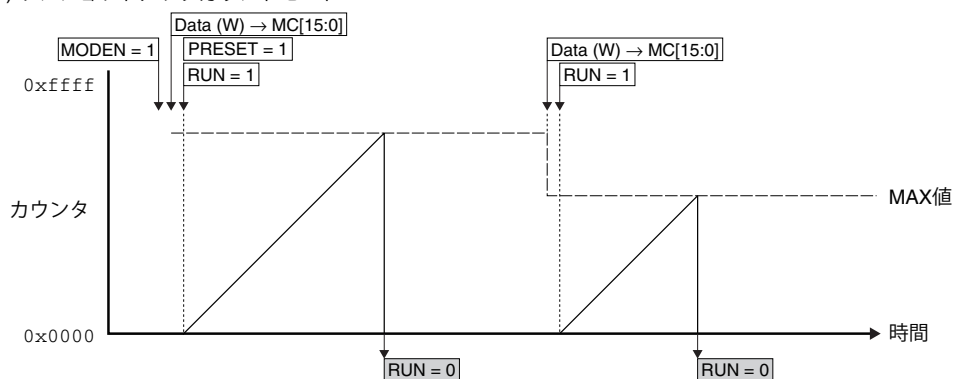 Data (W) → MC[15:0]
MODEN = 1
PRESET = 1
RUN = 1
Data (W) → MC[15:0]
RUN = 1
0xffff
カウンタ
MAX値
0x0000
時間
RUN = 0
RUN = 0